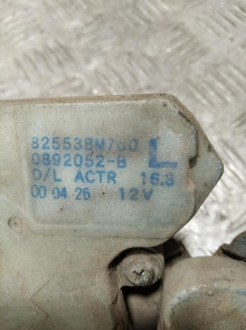 825538M700 L
0892052-B
D/L ACTR 16.3
00 04 26 12V